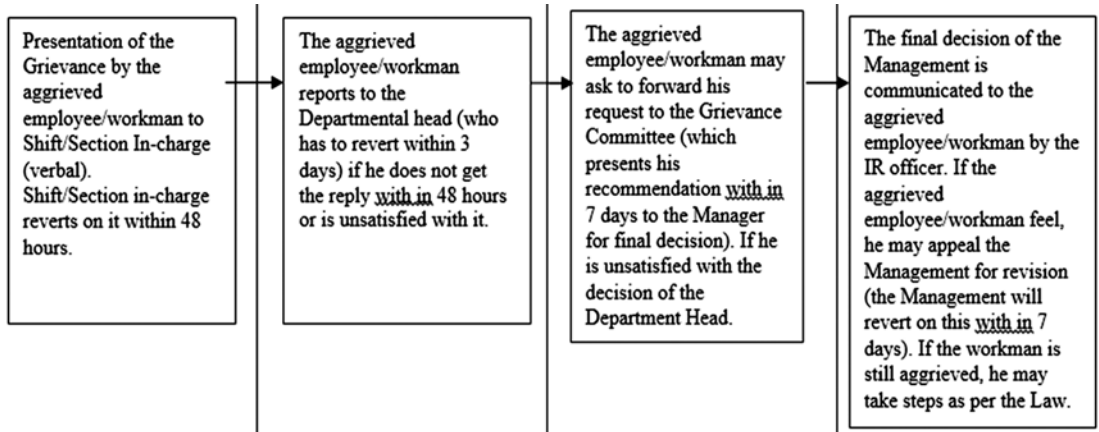 Presentation of the
Grievance by the
aggrieved
employee/workman to
Shift/Section In-charge
(verbal).
Shift/Section in-charge
reverts on it within 48
hours.
The aggrieved
employee/workman
reports to the
Departmental head (who
has to revert within 3
days) if he does not get
the reply with in 48 hours
or is unsatisfied with it.
The aggrieved
employee/workman may
ask to forward his
request to the Grievance
Committee (which
presents his
recommendation with in
7 days to the Manager
for final decision). If he
is unsatisfied with the
decision of the
Department Head.
The final decision of the
Management is
communicated to the
aggrieved
employee/workman by the
IR officer. If the
aggrieved
employee/workman feel,
he may appeal the
Management for revision
(the Management will
revert on this with in 7
days). If the workman is
still aggrieved, he may
take steps as per the Law.